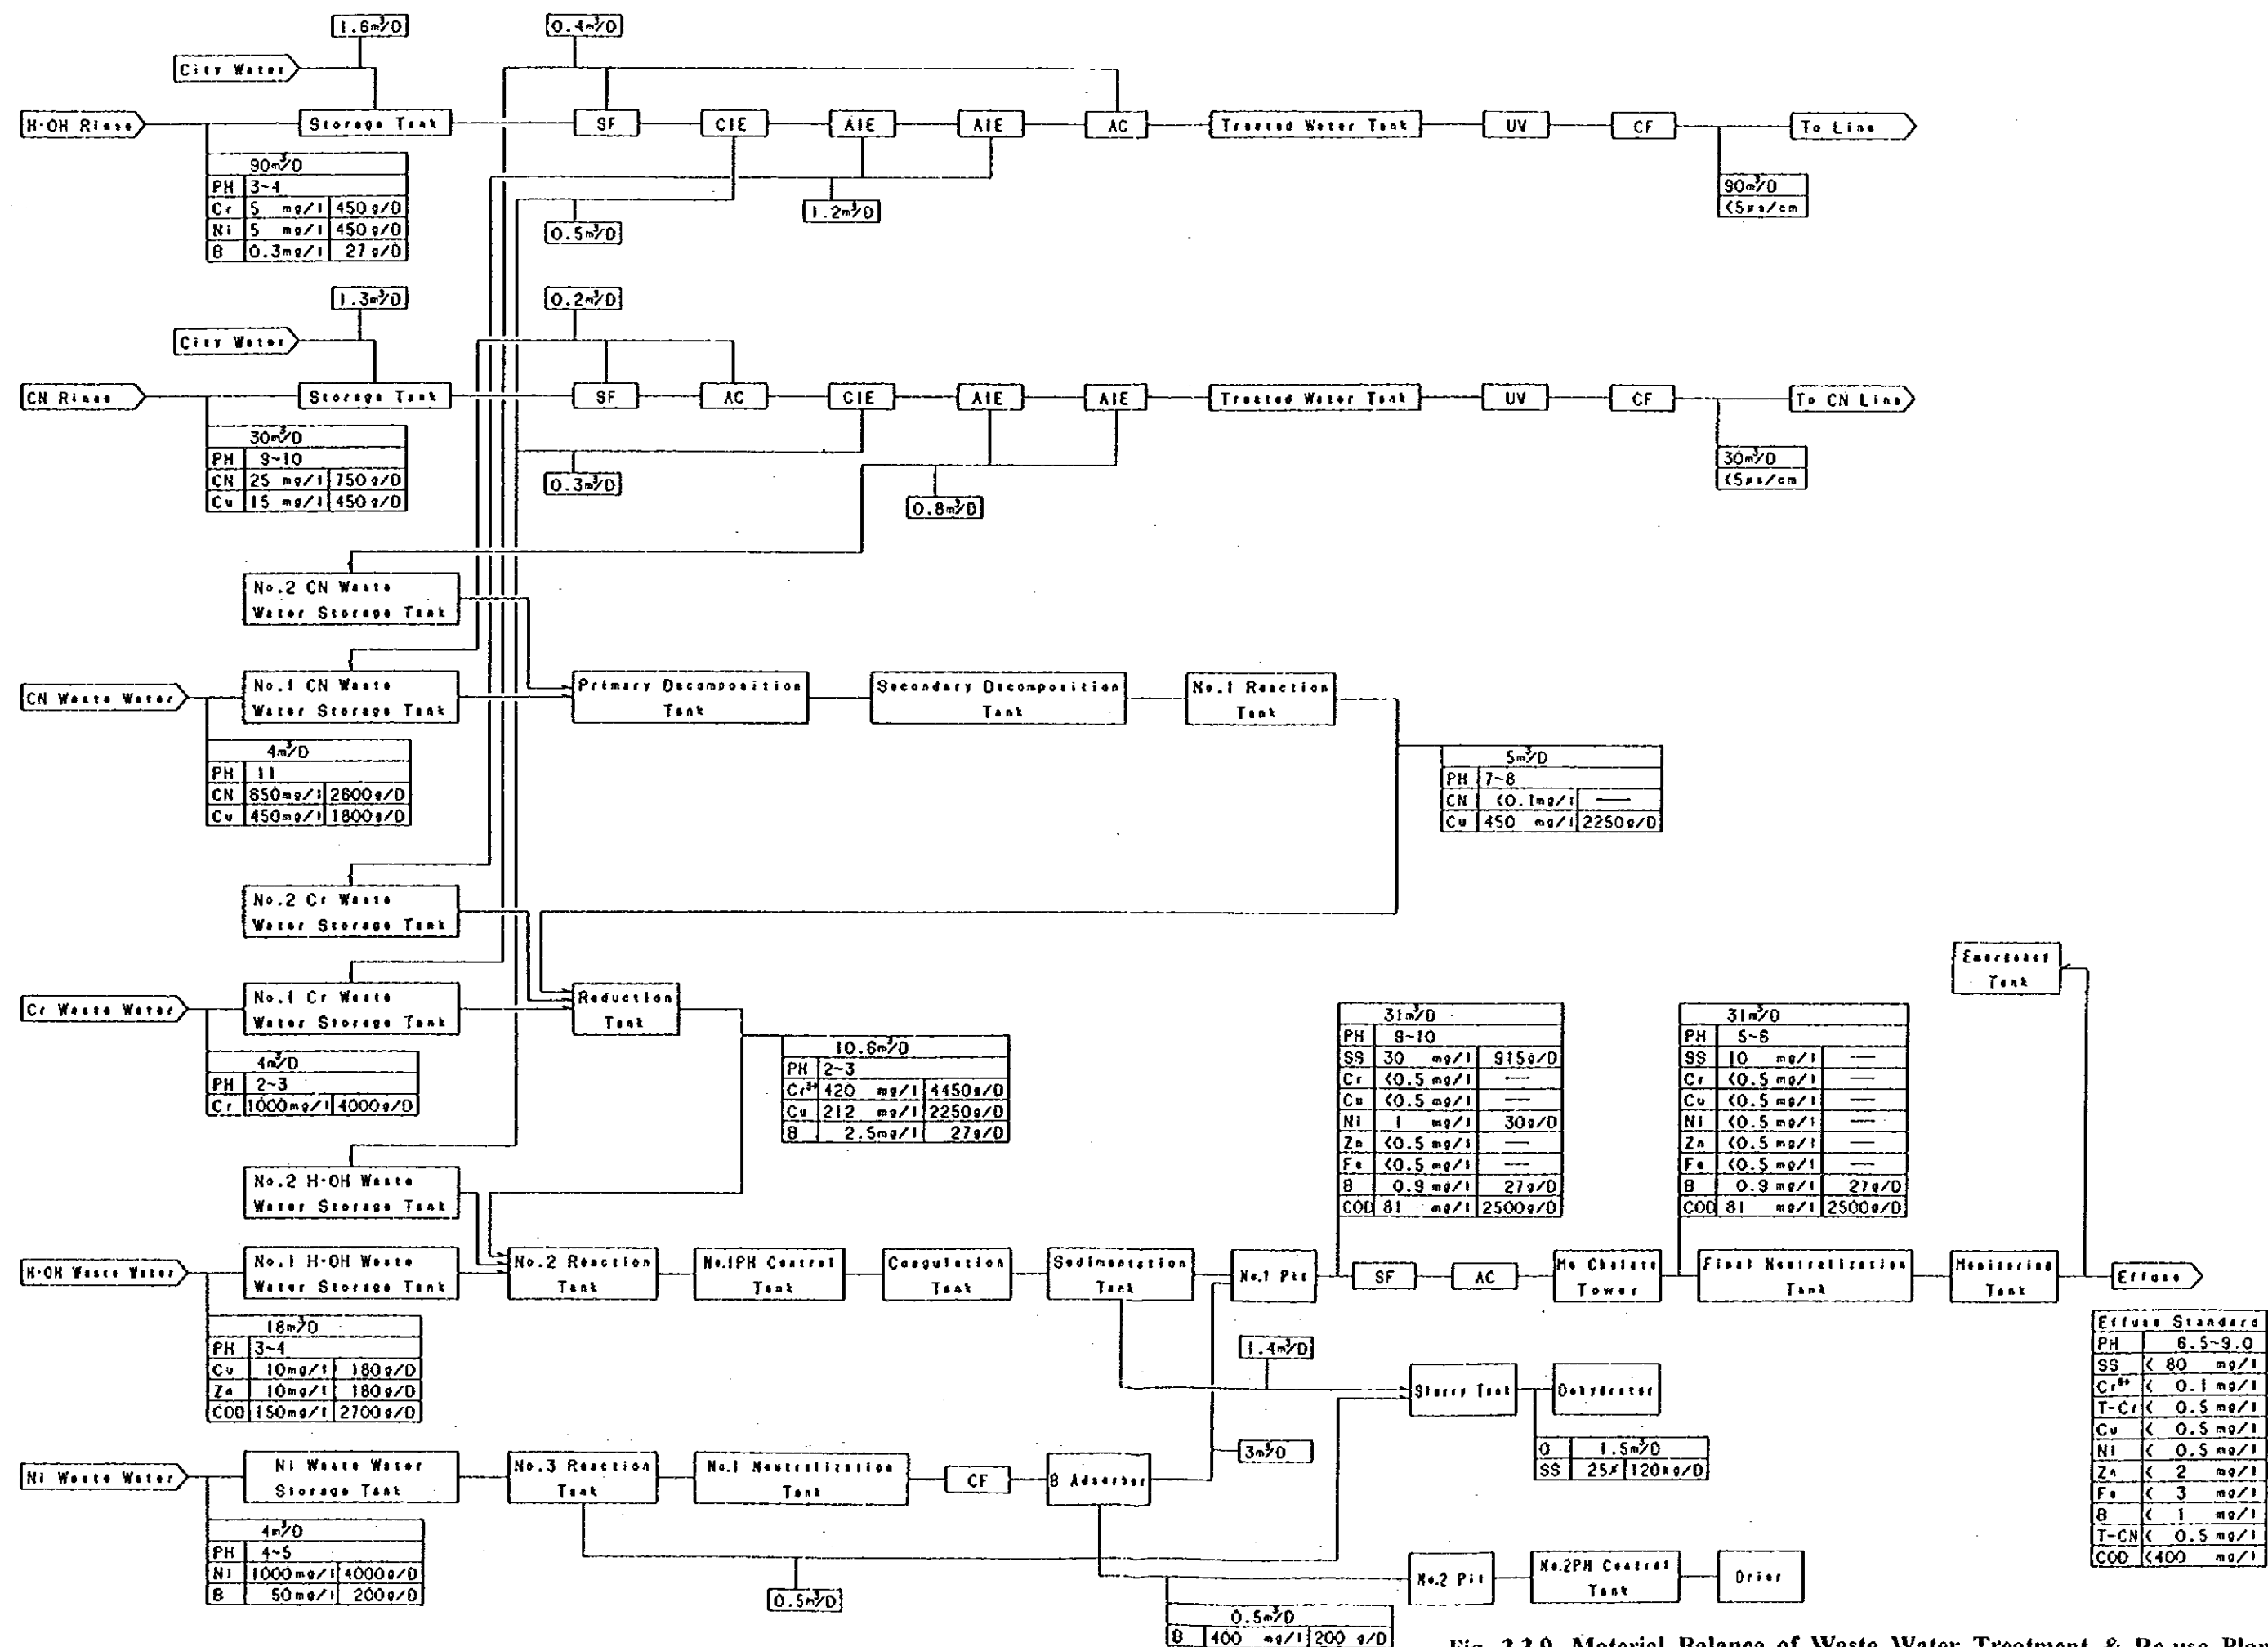 1.6m³/D
0.4m³/D
City Water
H·OH Rinse
Storage Tank
SF
CIE
AIE
AIE
AC
Treated Water Tank
UV
CF
To Line
90m³/D
PH 3~4
Cr 5 mg/l 450g/D
Ni 5 mg/l 450g/D
B 0.3mg/l 27g/D
0.5m³/D
1.2m³/D
90m³/D
<5μs/cm
1.3m³/D
0.2m³/D
City Water
CN Rinse
Storage Tank
SF
AC
CIE
AIE
AIE
Treated Water Tank
UV
CF
To CN Line
30m³/D
PH 9~10
CN 25 mg/l 750g/D
Cu 15 mg/l 450g/D
0.3m³/D
0.8m³/D
30m³/D
<5μs/cm
No.2 CN Waste
Water Storage Tank
CN Waste Water
No.1 CN Waste
Water Storage Tank
Primary Decomposition
Tank
Secondary Decomposition
Tank
No.1 Reaction
Tank
4m³/D
PH 11
CN 650mg/l 2600g/D
Cu 450mg/l 1800g/D
5m³/D
PH 7~8
CN <0.1mg/l —
Cu 450 mg/l 2250g/D
No.2 Cr Waste
Water Storage Tank
Cr Waste Water
No.1 Cr Waste
Water Storage Tank
Reduction
Tank
Emergency
Tank
4m³/D
PH 2~3
Cr 1000mg/l 4000g/D
10.6m³/D
PH 2~3
Cr³⁺ 420 mg/l 4450g/D
Cu 212 mg/l 2250g/D
B 2.5mg/l 27g/D
31m³/D
PH 9~10
SS 30 mg/l 915g/D
Cr <0.5 mg/l —
Cu <0.5 mg/l —
Ni 1 mg/l 30g/D
Zn <0.5 mg/l —
Fe <0.5 mg/l —
B 0.9 mg/l 27g/D
COD 81 mg/l 2500g/D
31m³/D
PH 5~6
SS 10 mg/l —
Cr <0.5 mg/l —
Cu <0.5 mg/l —
Ni <0.5 mg/l —
Zn <0.5 mg/l —
Fe <0.5 mg/l —
B 0.9 mg/l 27g/D
COD 81 mg/l 2500g/D
No.2 H·OH Waste
Water Storage Tank
H·OH Waste Water
No.1 H·OH Waste
Water Storage Tank
No.2 Reaction
Tank
No.1PH Control
Tank
Coagulation
Tank
Sedimentation
Tank
No.1 Pit
SF
AC
Me Chelate
Tower
Final Neutralization
Tank
Monitoring
Tank
Effuse
18m³/D
PH 3~4
Cu 10mg/l 180g/D
Zn 10mg/l 180g/D
COD 150mg/l 2700g/D
1.4m³/D
Slurry Tank
Dehydrator
3m³/D
Q 1.5m³/D
SS 25% 120kg/D
Effuse Standard
PH 6.5~9.0
SS < 80 mg/l
Cr⁶⁺ < 0.1 mg/l
T-Cr < 0.5 mg/l
Cu < 0.5 mg/l
Ni < 0.5 mg/l
Zn < 2 mg/l
Fe < 3 mg/l
B < 1 mg/l
T-CN < 0.5 mg/l
COD <400 mg/l
Ni Waste Water
Ni Waste Water
Storage Tank
No.3 Reaction
Tank
No.1 Neutralization
Tank
CF
B Adsorber
4m³/D
PH 4~5
Ni 1000mg/l 4000g/D
B 50mg/l 200g/D
0.5m³/D
No.2 Pit
No.2PH Control
Tank
Drier
0.5m³/D
B 400 mg/l 200 g/D
Fig. 3.3.9 Material Balance of Waste Water Treatment & Re-use Plan